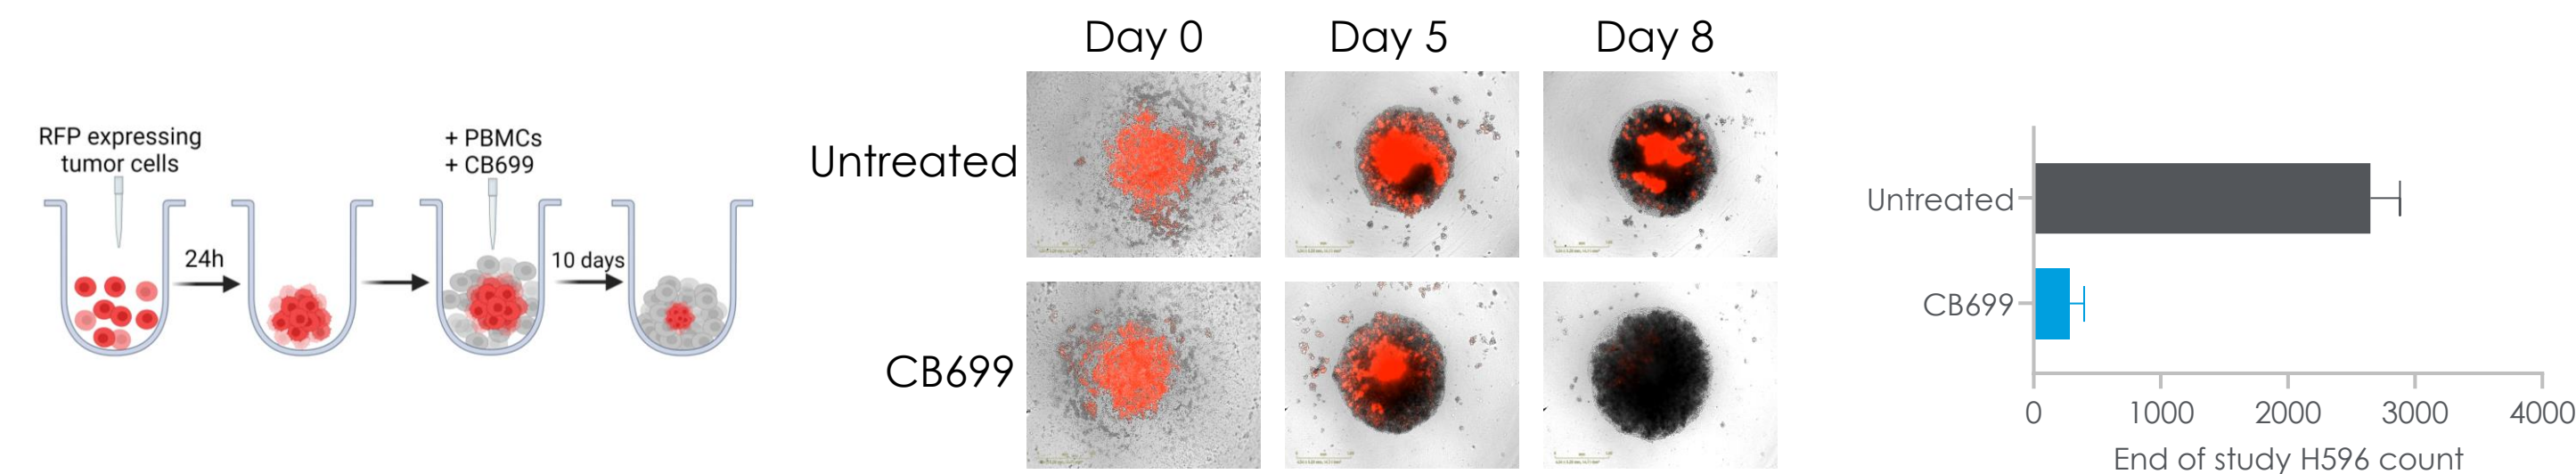 RFP expressing
tumor cells
24h
+ PBMCs
+ CB699
10 days
Day 0
Day 5
Day 8
Untreated
CB699
Untreated
CB699
0
1000
2000
3000
4000
End of study H596 count